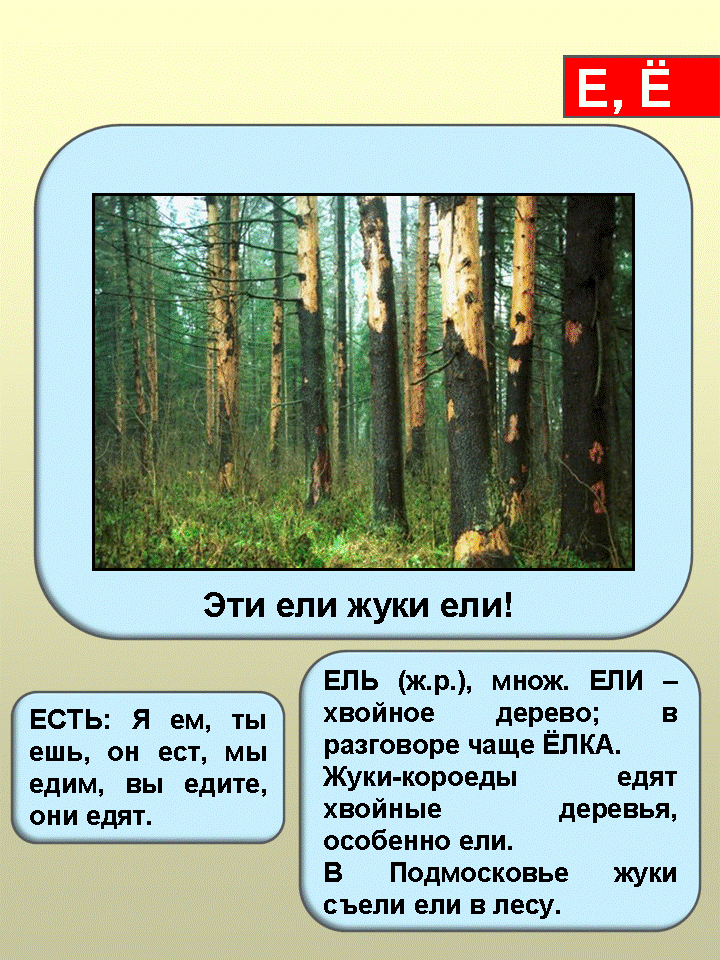 Е, Ё
Эти ели жуки ели!
ЕСТЬ: Я ем, ты
ешь, он ест, мы
едим, вы едите,
они едят.
ЕЛЬ (ж.р.), множ. ЕЛИ –
хвойное дерево; в
разговоре чаще ЁЛКА.
Жуки-короеды едят
хвойные деревья,
особенно ели.
В Подмосковье жуки
съели ели в лесу.